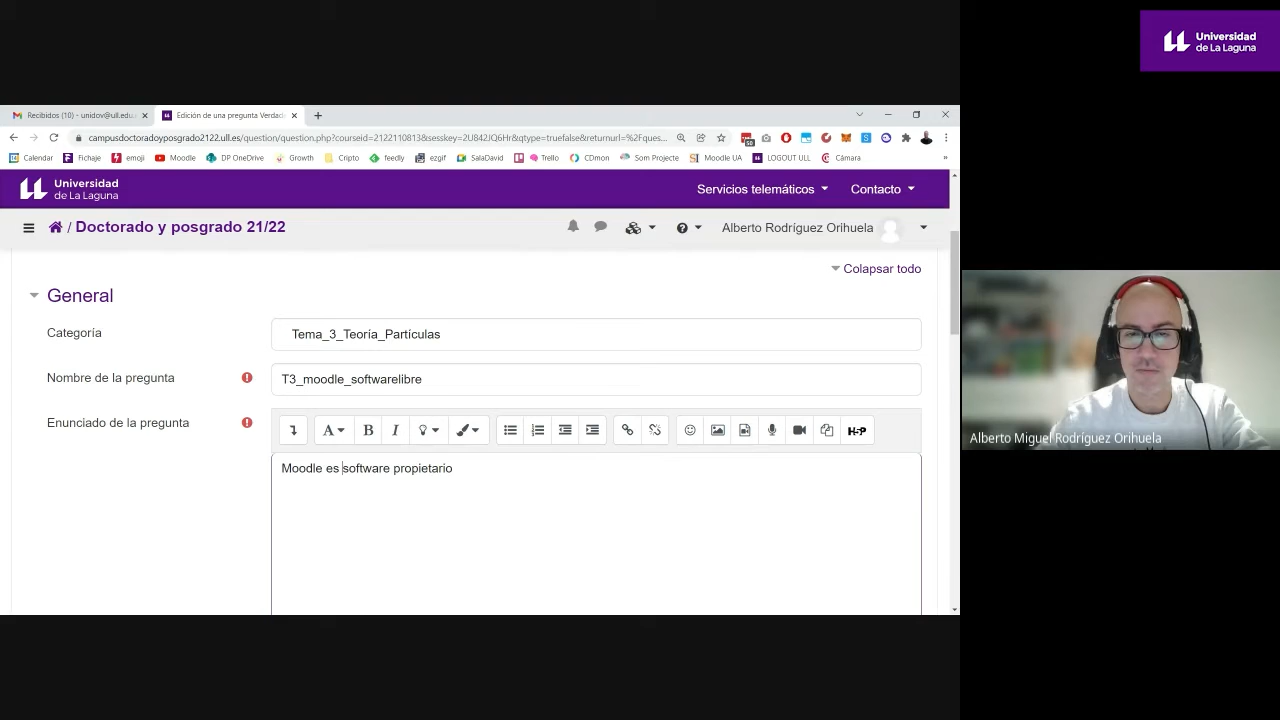 Universidad
de La Laguna
Recibidos (10) - unidov@ull.edu.
Edición de una pregunta Verdad
campusdoctoradoyposgrado2122.ull.es/question/question.php?courseid=2122110813&sesskey=2U842JQ6Hr&qtype=truefalse&returnurl=%2Fques...
50
Calendar Fichaje emoji Moodle DP OneDrive Growth Cripto feedly ezgif SalaDavid Trello CDmon Som Projecte Moodle UA LOGOUT ULL Cámara »
Universidad
de La Laguna
Servicios telemáticos Contacto
/ Doctorado y posgrado 21/22
Alberto Rodríguez Orihuela
Colapsar todo
General
Categoría
Tema_3_Teoría_Partículas
Nombre de la pregunta
T3_moodle_softwarelibre
Enunciado de la pregunta
A B I H-P
Moodle es software propietario
Alberto Miguel Rodríguez Orihuela